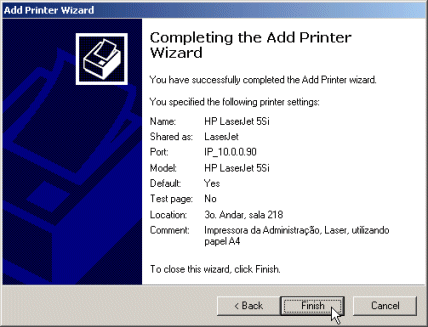 Add Printer Wizard
Completing the Add Printer
Wizard
You have successfully completed the Add Printer wizard.
You specified the following printer settings:
Name: HP LaserJet 5Si
Shared as: LaserJet
Port: IP_10.0.0.90
Model: HP LaserJet 5Si
Default: Yes
Test page: No
Location: 3o. Andar, sala 218
Comment: Impressora da Administração, Laser, utilizando
papel A4
To close this wizard, click Finish.
< Back Finish Cancel